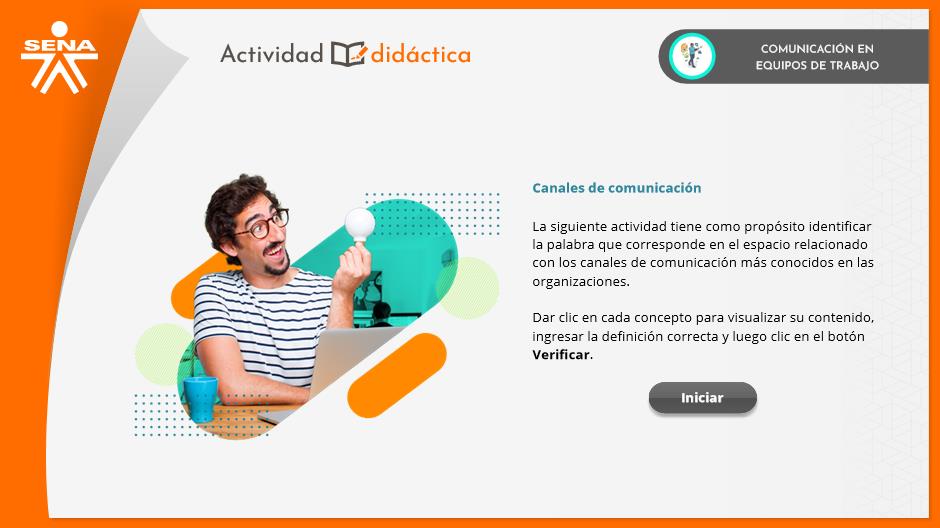 SENA
Actividad didáctica
COMUNICACIÓN EN
EQUIPOS DE TRABAJO
Canales de comunicación
La siguiente actividad tiene como propósito identificar
la palabra que corresponde en el espacio relacionado
con los canales de comunicación más conocidos en las
organizaciones.
Dar clic en cada concepto para visualizar su contenido,
ingresar la definición correcta y luego clic en el botón
Verificar.
Iniciar